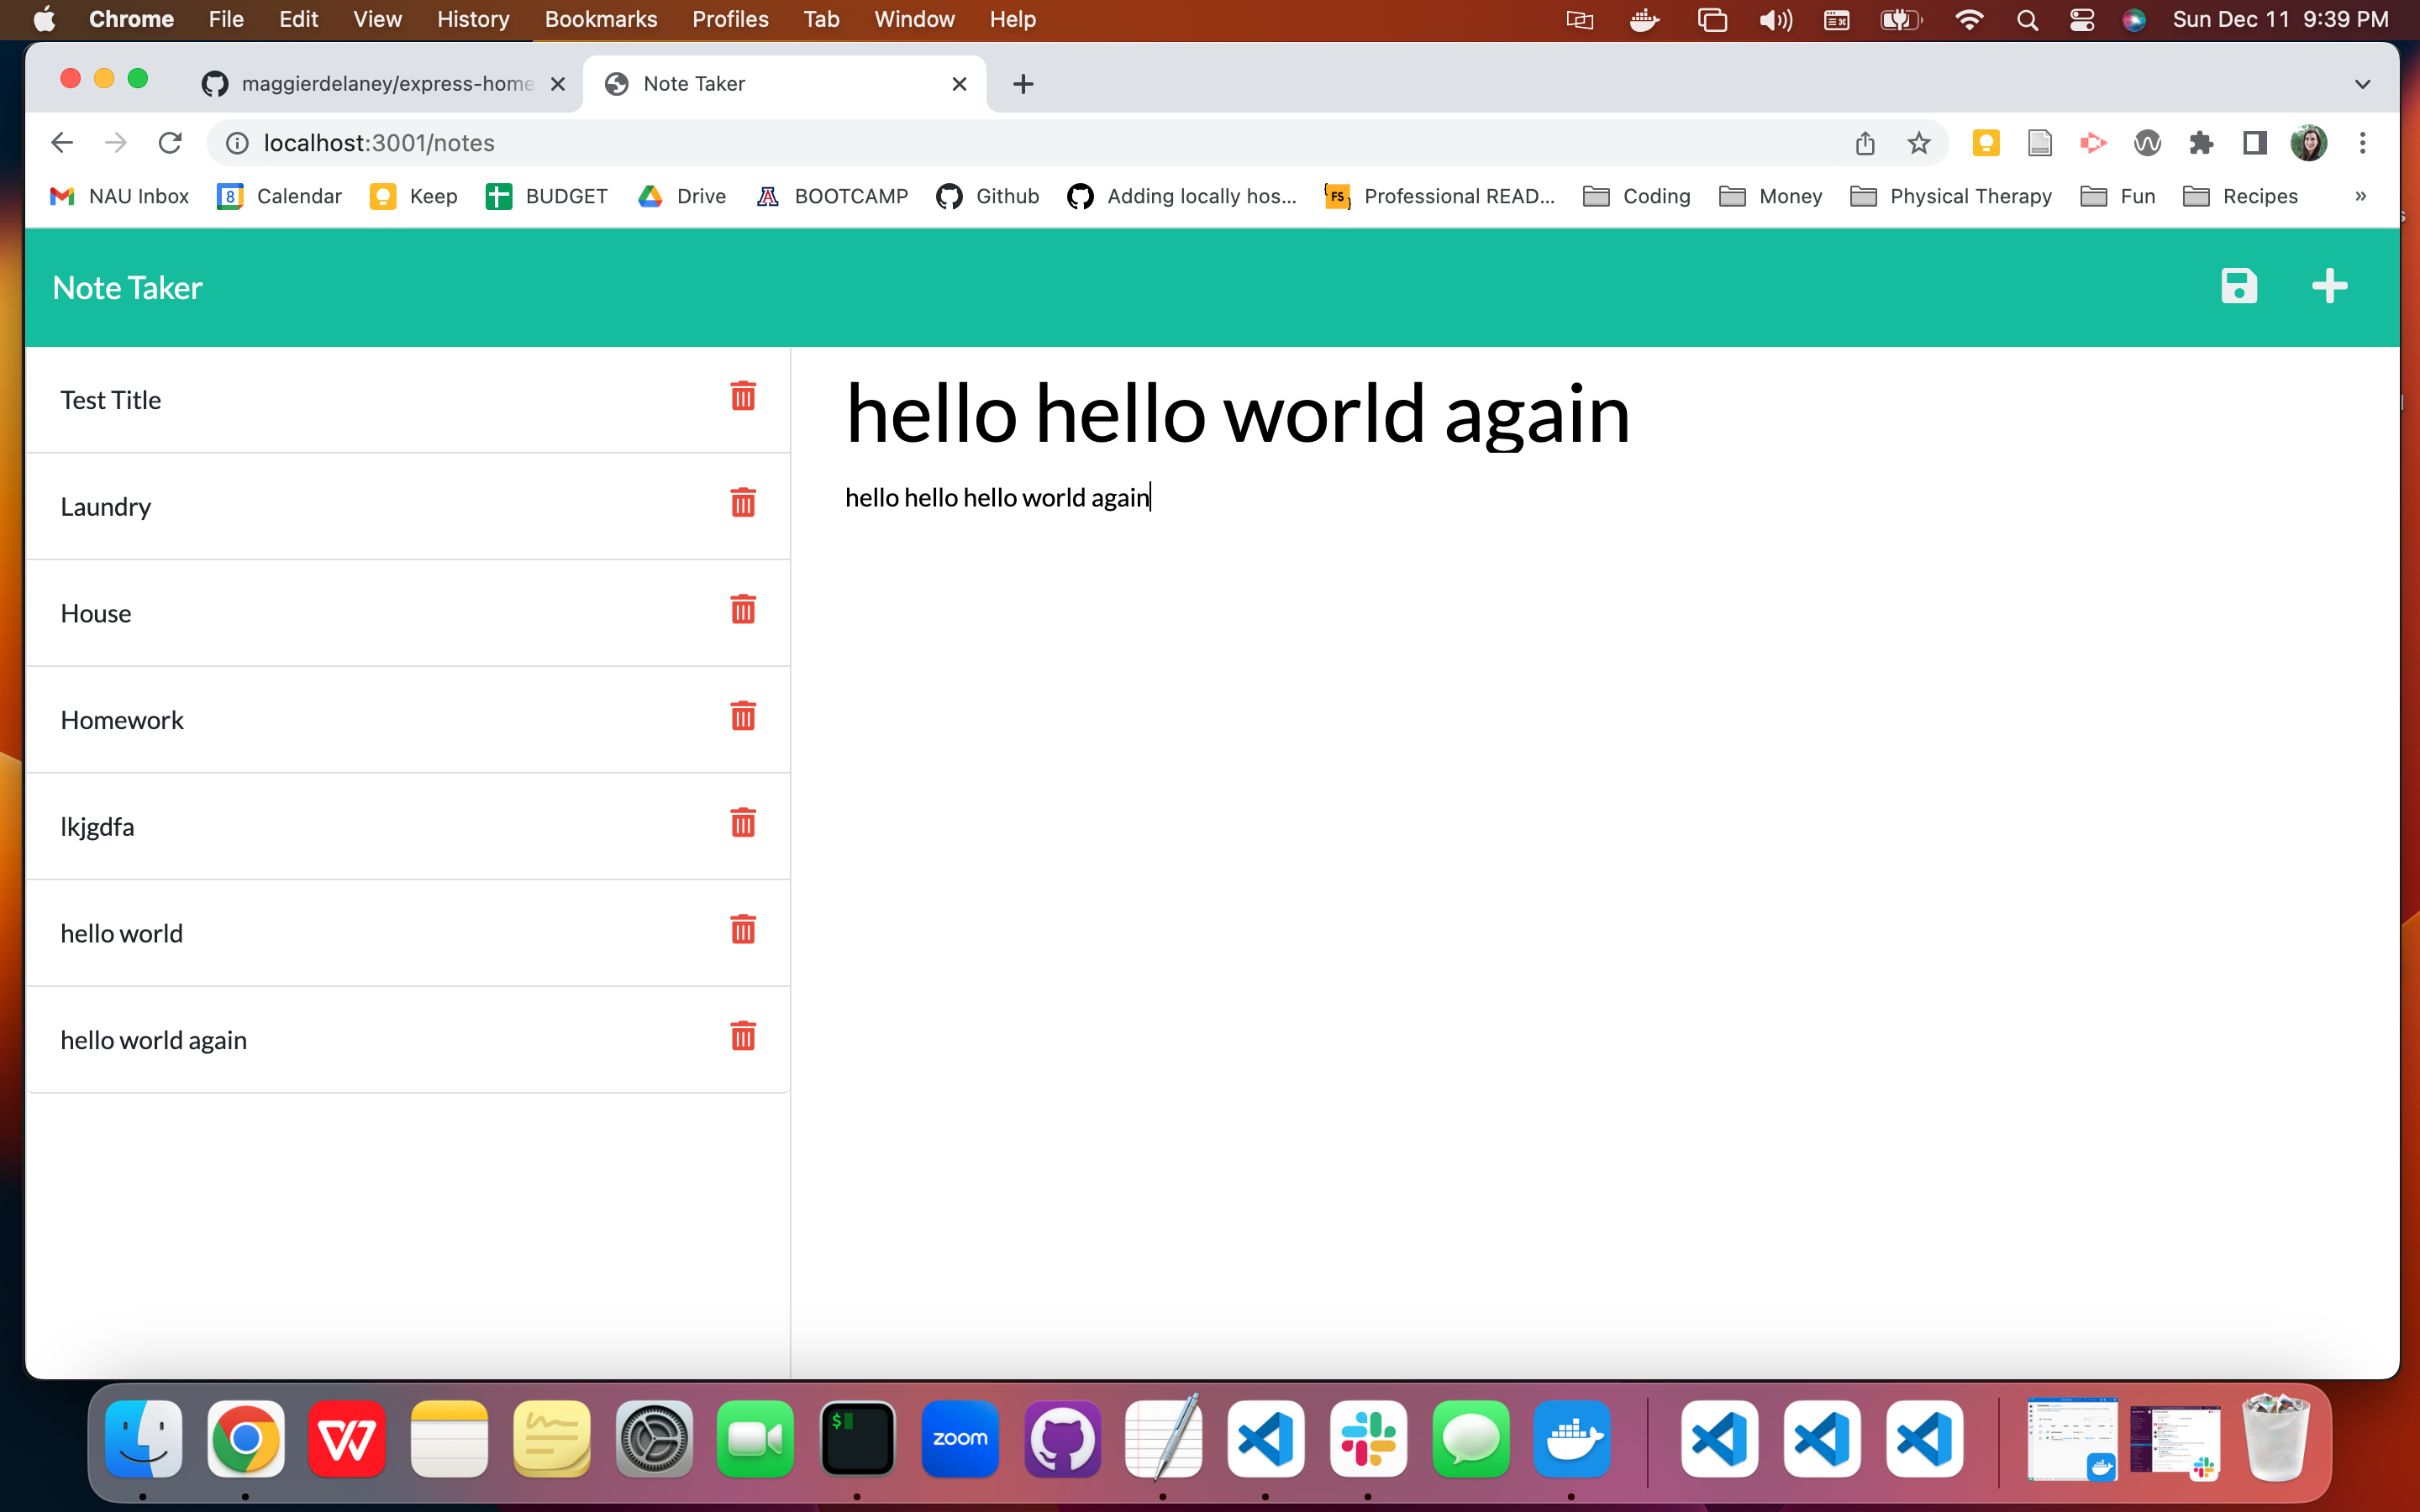 Chrome File Edit View History Bookmarks Profiles Tab Window Help Sun Dec 11 9:39 PM
maggierdelaney/express-home Note Taker
localhost:3001/notes
NAU Inbox 8 Calendar Keep BUDGET Drive BOOTCAMP Github Adding locally hos... FS Professional READ... Coding Money Physical Therapy Fun Recipes »
Note Taker
Test Title
Laundry
House
Homework
lkjgdfa
hello world
hello world again
hello hello world again
hello hello hello world again
$
zoom